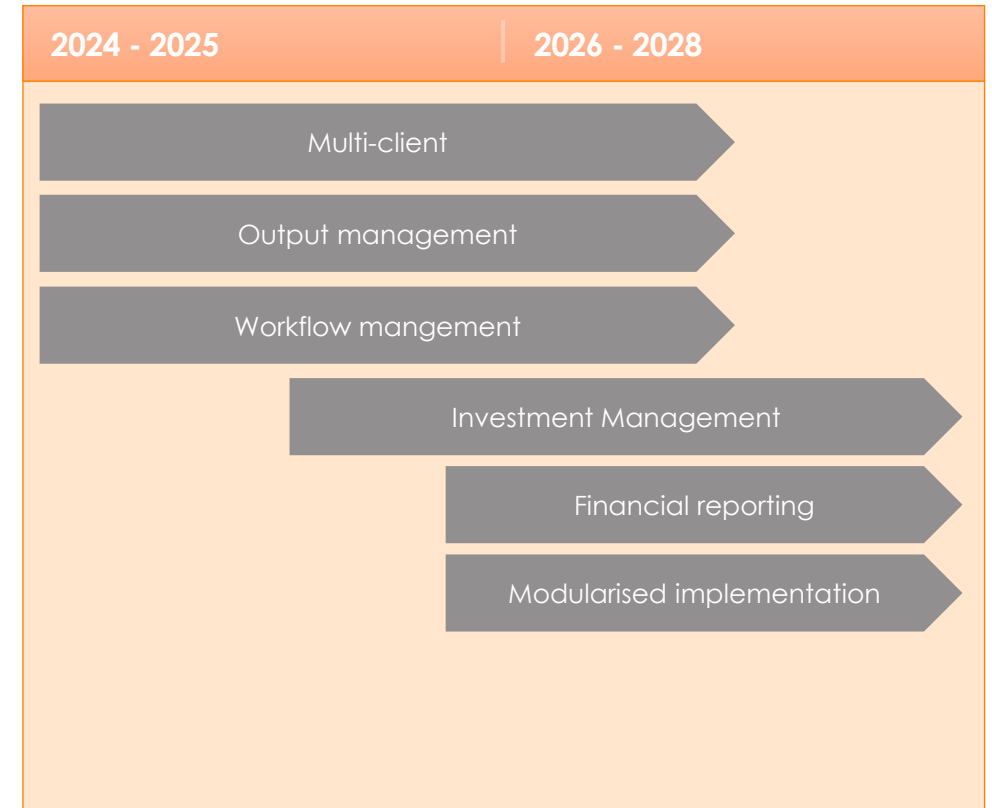 2024 - 2025
2026 - 2028
Multi-client
Output management
Workflow mangement
Investment Management
Financial reporting
Modularised implementation